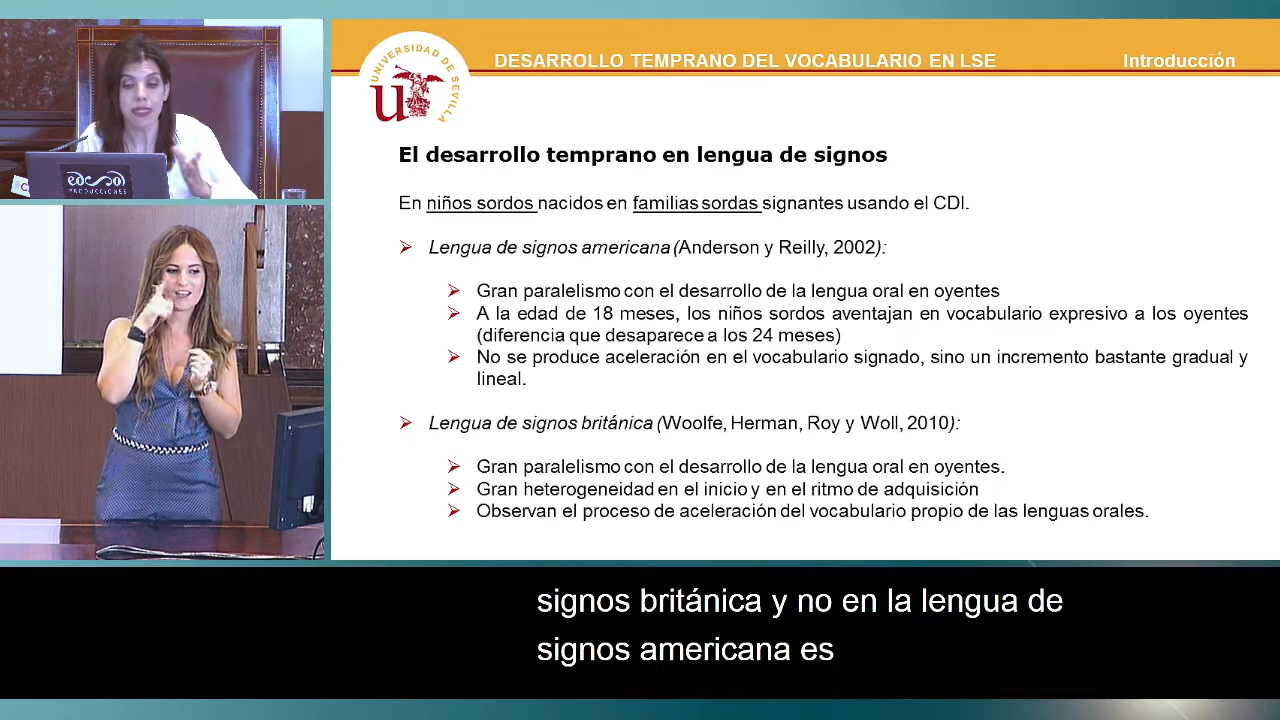 UNIVERSIDAD DE SEVILLA
DESARROLLO TEMPRANO DEL VOCABULARIO EN LSE
Introducción
El desarrollo temprano en lengua de signos
En niños sordos nacidos en familias sordas signantes usando el CDI.
Lengua de signos americana (Anderson y Reilly, 2002):
Gran paralelismo con el desarrollo de la lengua oral en oyentes
A la edad de 18 meses, los niños sordos aventajan en vocabulario expresivo a los oyentes
(diferencia que desaparece a los 24 meses)
No se produce aceleración en el vocabulario signado, sino un incremento bastante gradual y
lineal.
Lengua de signos británica (Woolfe, Herman, Roy y Woll, 2010):
Gran paralelismo con el desarrollo de la lengua oral en oyentes.
Gran heterogeneidad en el inicio y en el ritmo de adquisición
Observan el proceso de aceleración del vocabulario propio de las lenguas orales.
PRODUCCIONES
signos británica y no en la lengua de
signos americana es